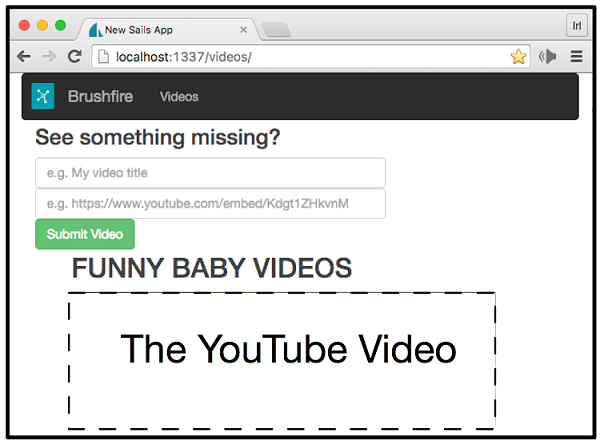 New Sails App
Irl
localhost:1337/videos/
Brushfire Videos
See something missing?
e.g. My video title
e.g. https://www.youtube.com/embed/Kdgt1ZHkvnM
Submit Video
FUNNY BABY VIDEOS
The YouTube Video